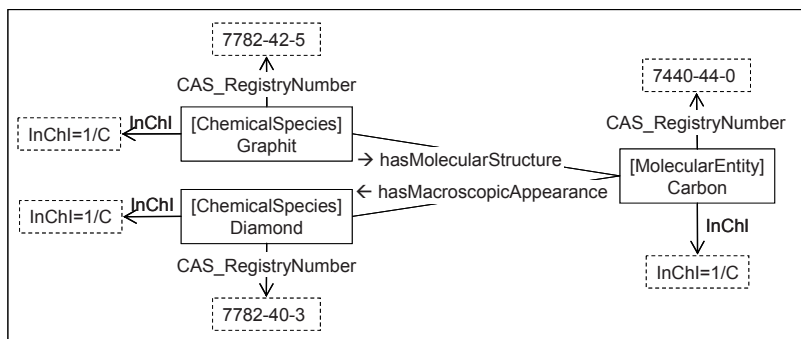 7782-42-5
CAS_RegistryNumber
InChI=1/C
InChI
[ChemicalSpecies]
Graphit
→ hasMolecularStructure
← hasMacroscopicAppearance
InChI=1/C
InChI
[ChemicalSpecies]
Diamond
CAS_RegistryNumber
7782-40-3
7440-44-0
CAS_RegistryNumber
[MolecularEntity]
Carbon
InChI
InChI=1/C